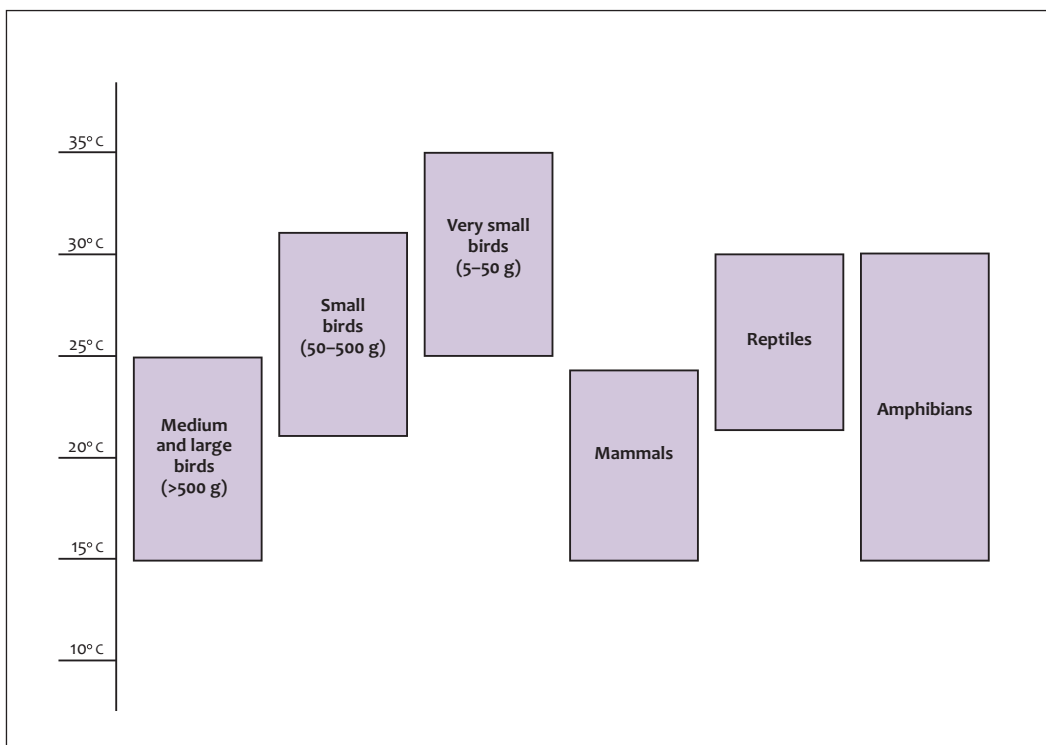 35° C
30° C
25° C
20° C
15° C
10° C
Medium
and large
birds
(>500 g)
Small
birds
(50–500 g)
Very small
birds
(5–50 g)
Mammals
Reptiles
Amphibians